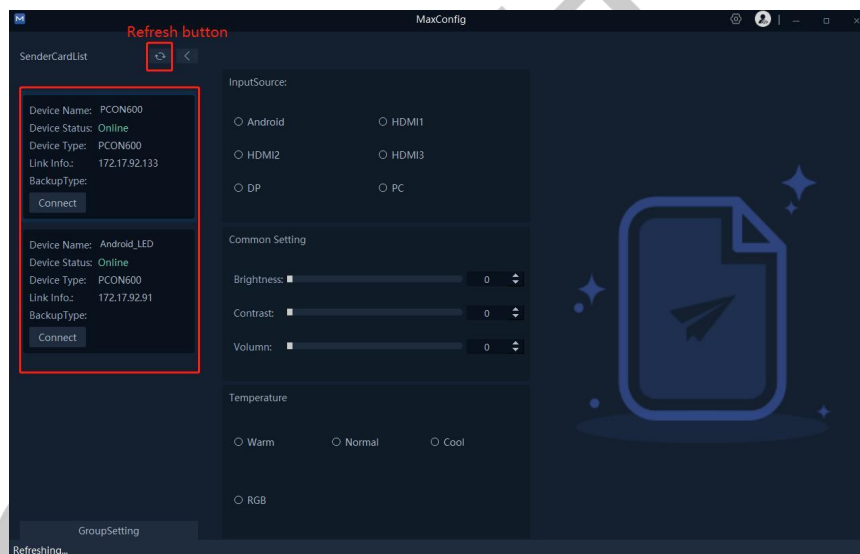 MaxConfig
Refresh button
SenderCardList
Device Name: PCON600
Device Status: Online
Device Type: PCON600
Link Info.: 172.17.92.133
BackupType:
Connect
Device Name: Android_LED
Device Status: Online
Device Type: PCON600
Link Info.: 172.17.92.91
BackupType:
Connect
GroupSetting
Refreshing...
InputSource:
Android HDMI1
HDMI2 HDMI3
DP PC
Common Setting
Brightness: 0
Contrast: 0
Volumn: 0
Temperature
Warm Normal Cool
RGB